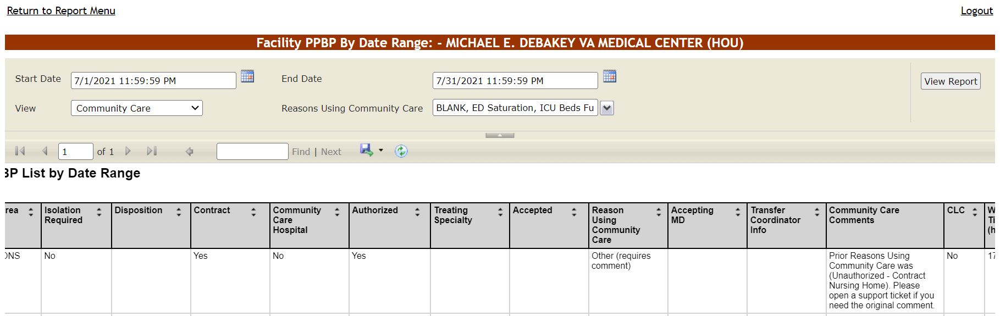 Return to Report Menu
Logout
Facility PPBP By Date Range: - MICHAEL E. DEBAKEY VA MEDICAL CENTER (HOU)
Start Date
7/1/2021 11:59:59 PM
End Date
7/31/2021 11:59:59 PM
View Report
View
Community Care
Reasons Using Community Care
BLANK, ED Saturation, ICU Beds Fu
1
of 1
Find | Next
BP List by Date Range
rea
Isolation
Required
Disposition
Contract
Community
Care
Hospital
Authorized
Treating
Specialty
Accepted
Reason
Using
Community
Care
Accepting
MD
Transfer
Coordinator
Info
Community Care
Comments
CLC
W
Ti
(h
ONS
No
Yes
No
Yes
Other (requires
comment)
Prior Reasons Using
Community Care was
(Unauthorized - Contract
Nursing Home). Please
open a support ticket if you
need the original comment.
No
17